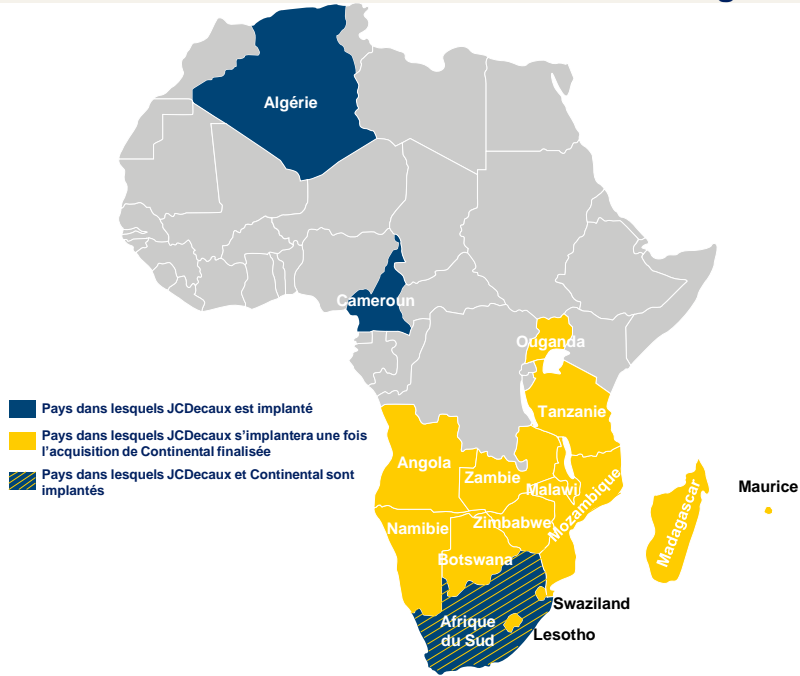 Algérie
Cameroun
Ouganda
Pays dans lesquels JCDecaux est implanté
Tanzanie
Pays dans lesquels JCDecaux s’implantera une fois
l’acquisition de Continental finalisée
Angola
Zambie
Pays dans lesquels JCDecaux et Continental sont
implantés
Malawi
Mozambique
Madagascar
Maurice
Namibie
Zimbabwe
Botswana
Swaziland
Afrique
du Sud
Lesotho